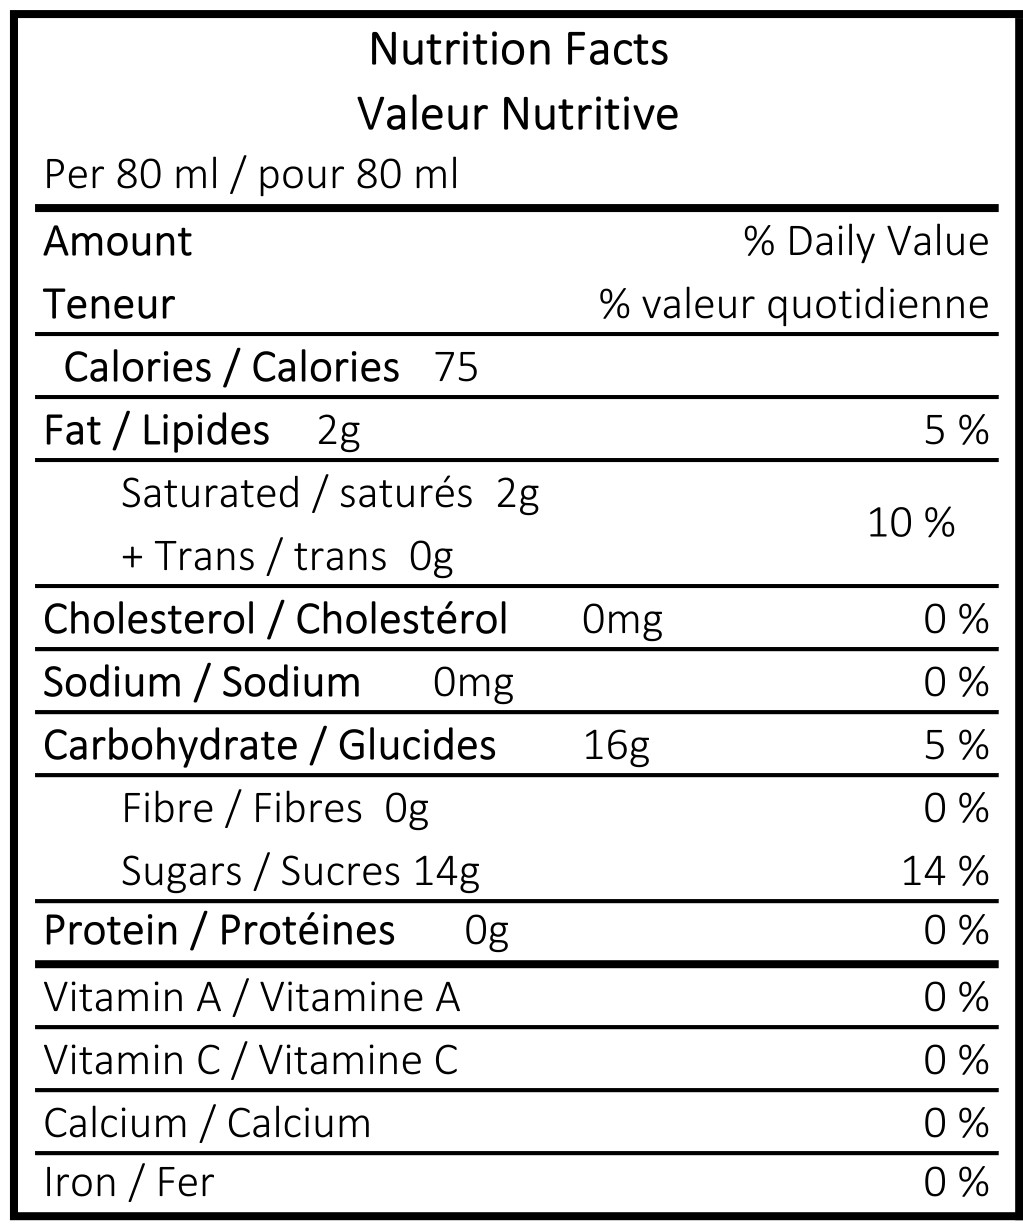 Nutrition Facts
Valeur Nutritive
Per 80 ml / pour 80 ml
Amount % Daily Value
Teneur % valeur quotidienne
Calories / Calories 75
Fat / Lipides 2g 5 %
Saturated / saturés 2g
10 %
+ Trans / trans 0g
Cholesterol / Cholestérol 0mg 0 %
Sodium / Sodium 0mg 0 %
Carbohydrate / Glucides 16g 5 %
Fibre / Fibres 0g 0 %
Sugars / Sucres 14g 14 %
Protein / Protéines 0g 0 %
Vitamin A / Vitamine A 0 %
Vitamin C / Vitamine C 0 %
Calcium / Calcium 0 %
Iron / Fer 0 %